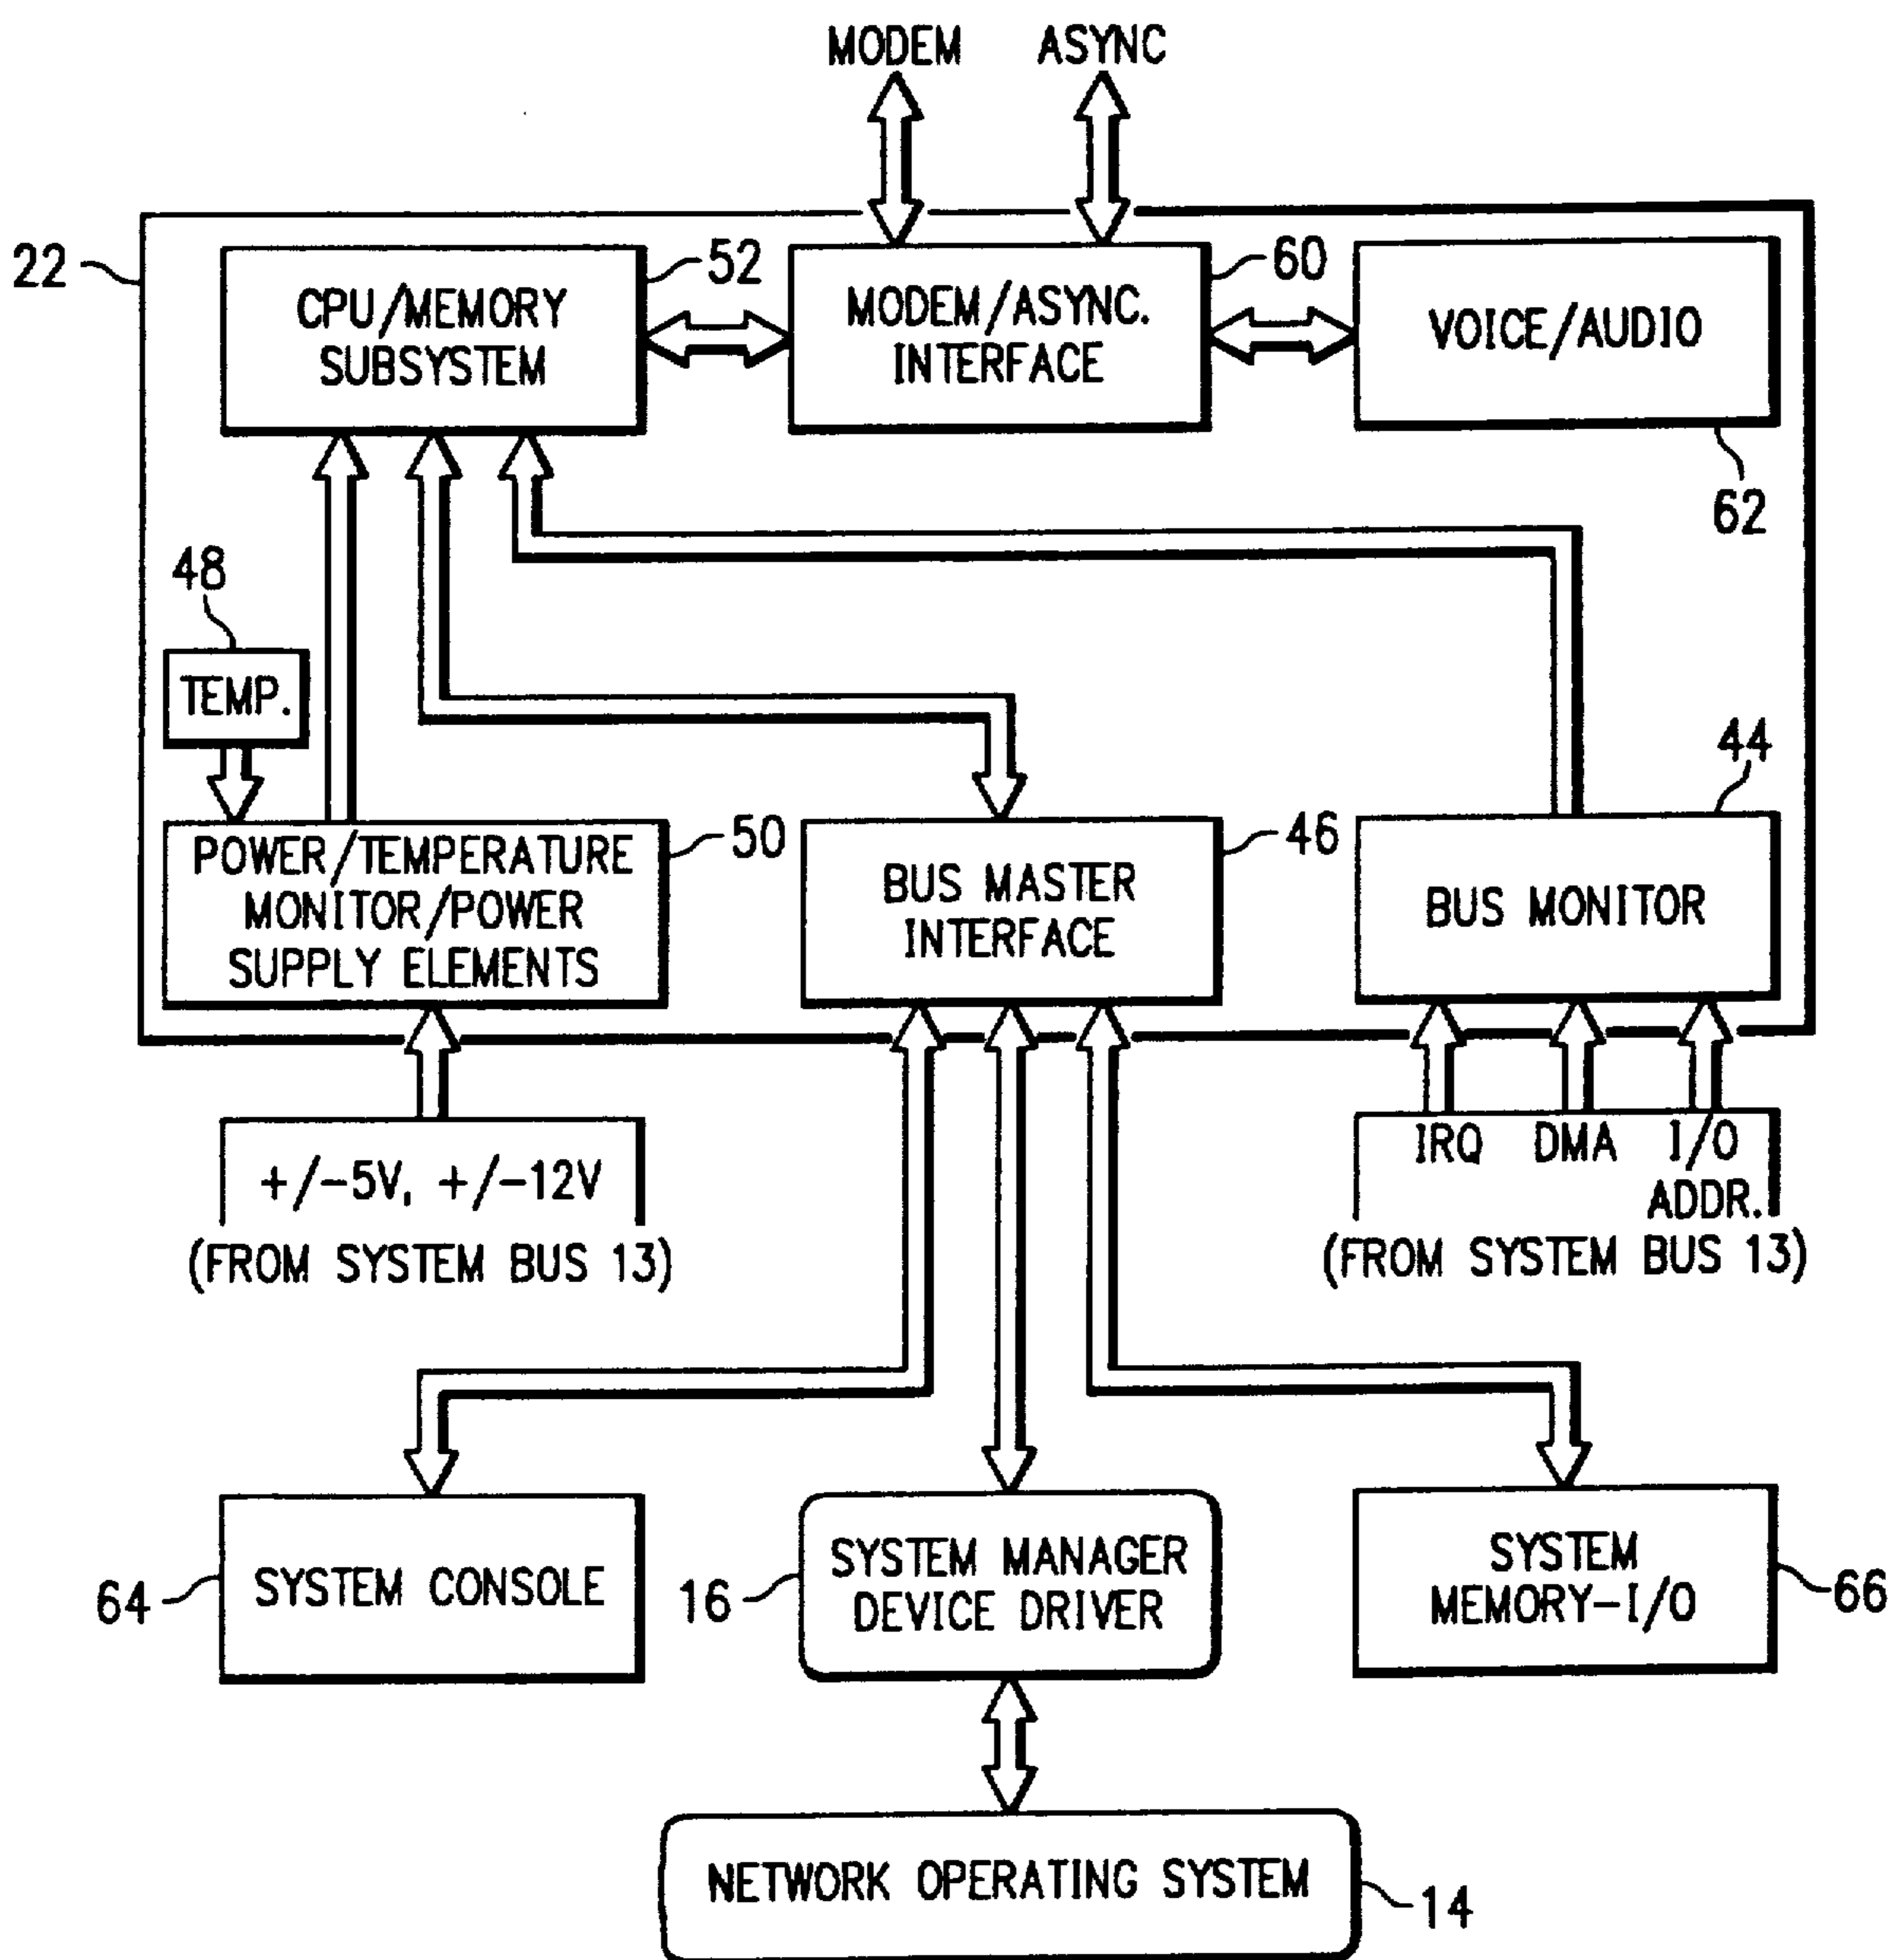 MODEM
ASYNC
22
CPU/MEMORY
SUBSYSTEM
52
MODEM/ASYNC.
INTERFACE
60
VOICE/AUDIO
62
48
TEMP.
44
POWER/TEMPERATURE
MONITOR/POWER
SUPPLY ELEMENTS
50
BUS MASTER
INTERFACE
46
BUS MONITOR
+/-5V, +/-12V
(FROM SYSTEM BUS 13)
IRQ
DMA
I/O
ADDR.
(FROM SYSTEM BUS 13)
64
SYSTEM CONSOLE
16
SYSTEM MANAGER
DEVICE DRIVER
SYSTEM
MEMORY-I/O
66
NETWORK OPERATING SYSTEM
14